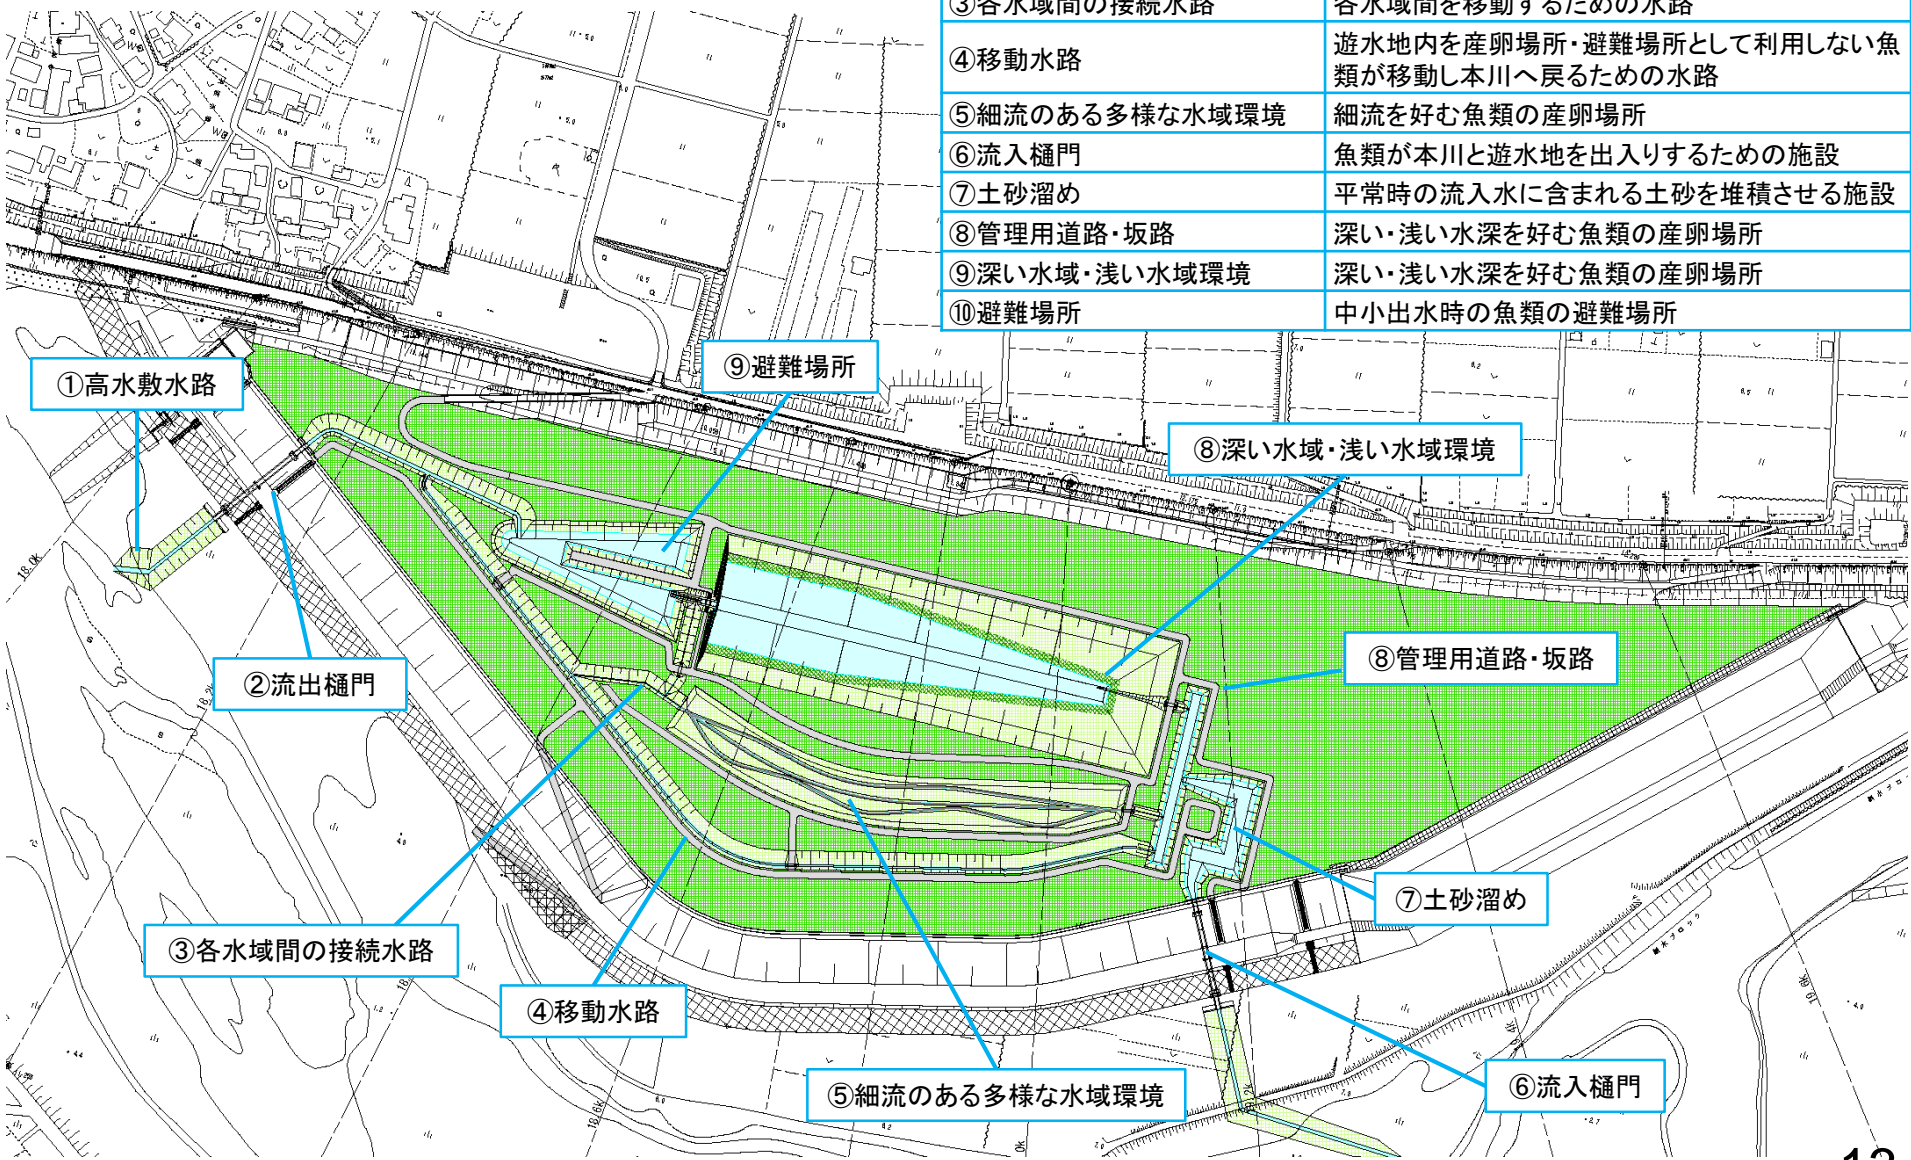 ③各水域間の接続水路
各水域間を移動するための水路
④移動水路
遊水地内を産卵場所・避難場所として利用しない魚
類が移動し本川へ戻るための水路
⑤細流のある多様な水域環境
細流を好む魚類の産卵場所
⑥流入樋門
魚類が本川と遊水地を出入りするための施設
⑦土砂溜め
平常時の流入水に含まれる土砂を堆積させる施設
⑧管理用道路・坂路
深い・浅い水深を好む魚類の産卵場所
⑨深い水域・浅い水域環境
深い・浅い水深を好む魚類の産卵場所
⑩避難場所
中小出水時の魚類の避難場所
①高水敷水路
⑨避難場所
⑧深い水域・浅い水域環境
②流出樋門
⑧管理用道路・坂路
③各水域間の接続水路
④移動水路
⑤細流のある多様な水域環境
⑥流入樋門
⑦土砂溜め
18.0k
18.2k
18.6k